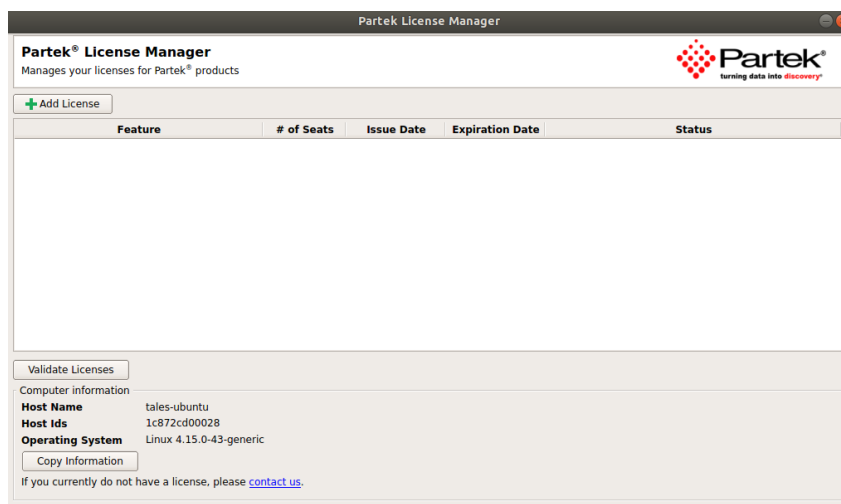 Partek License Manager
Partek® License Manager
Manages your licenses for Partek® products
Partek®
turning data into discovery®
Add License
Feature # of Seats Issue Date Expiration Date Status
Validate Licenses
Computer information
Host Name tales-ubuntu
Host Ids 1c872cd00028
Operating System Linux 4.15.0-43-generic
Copy Information
If you currently do not have a license, please contact us.